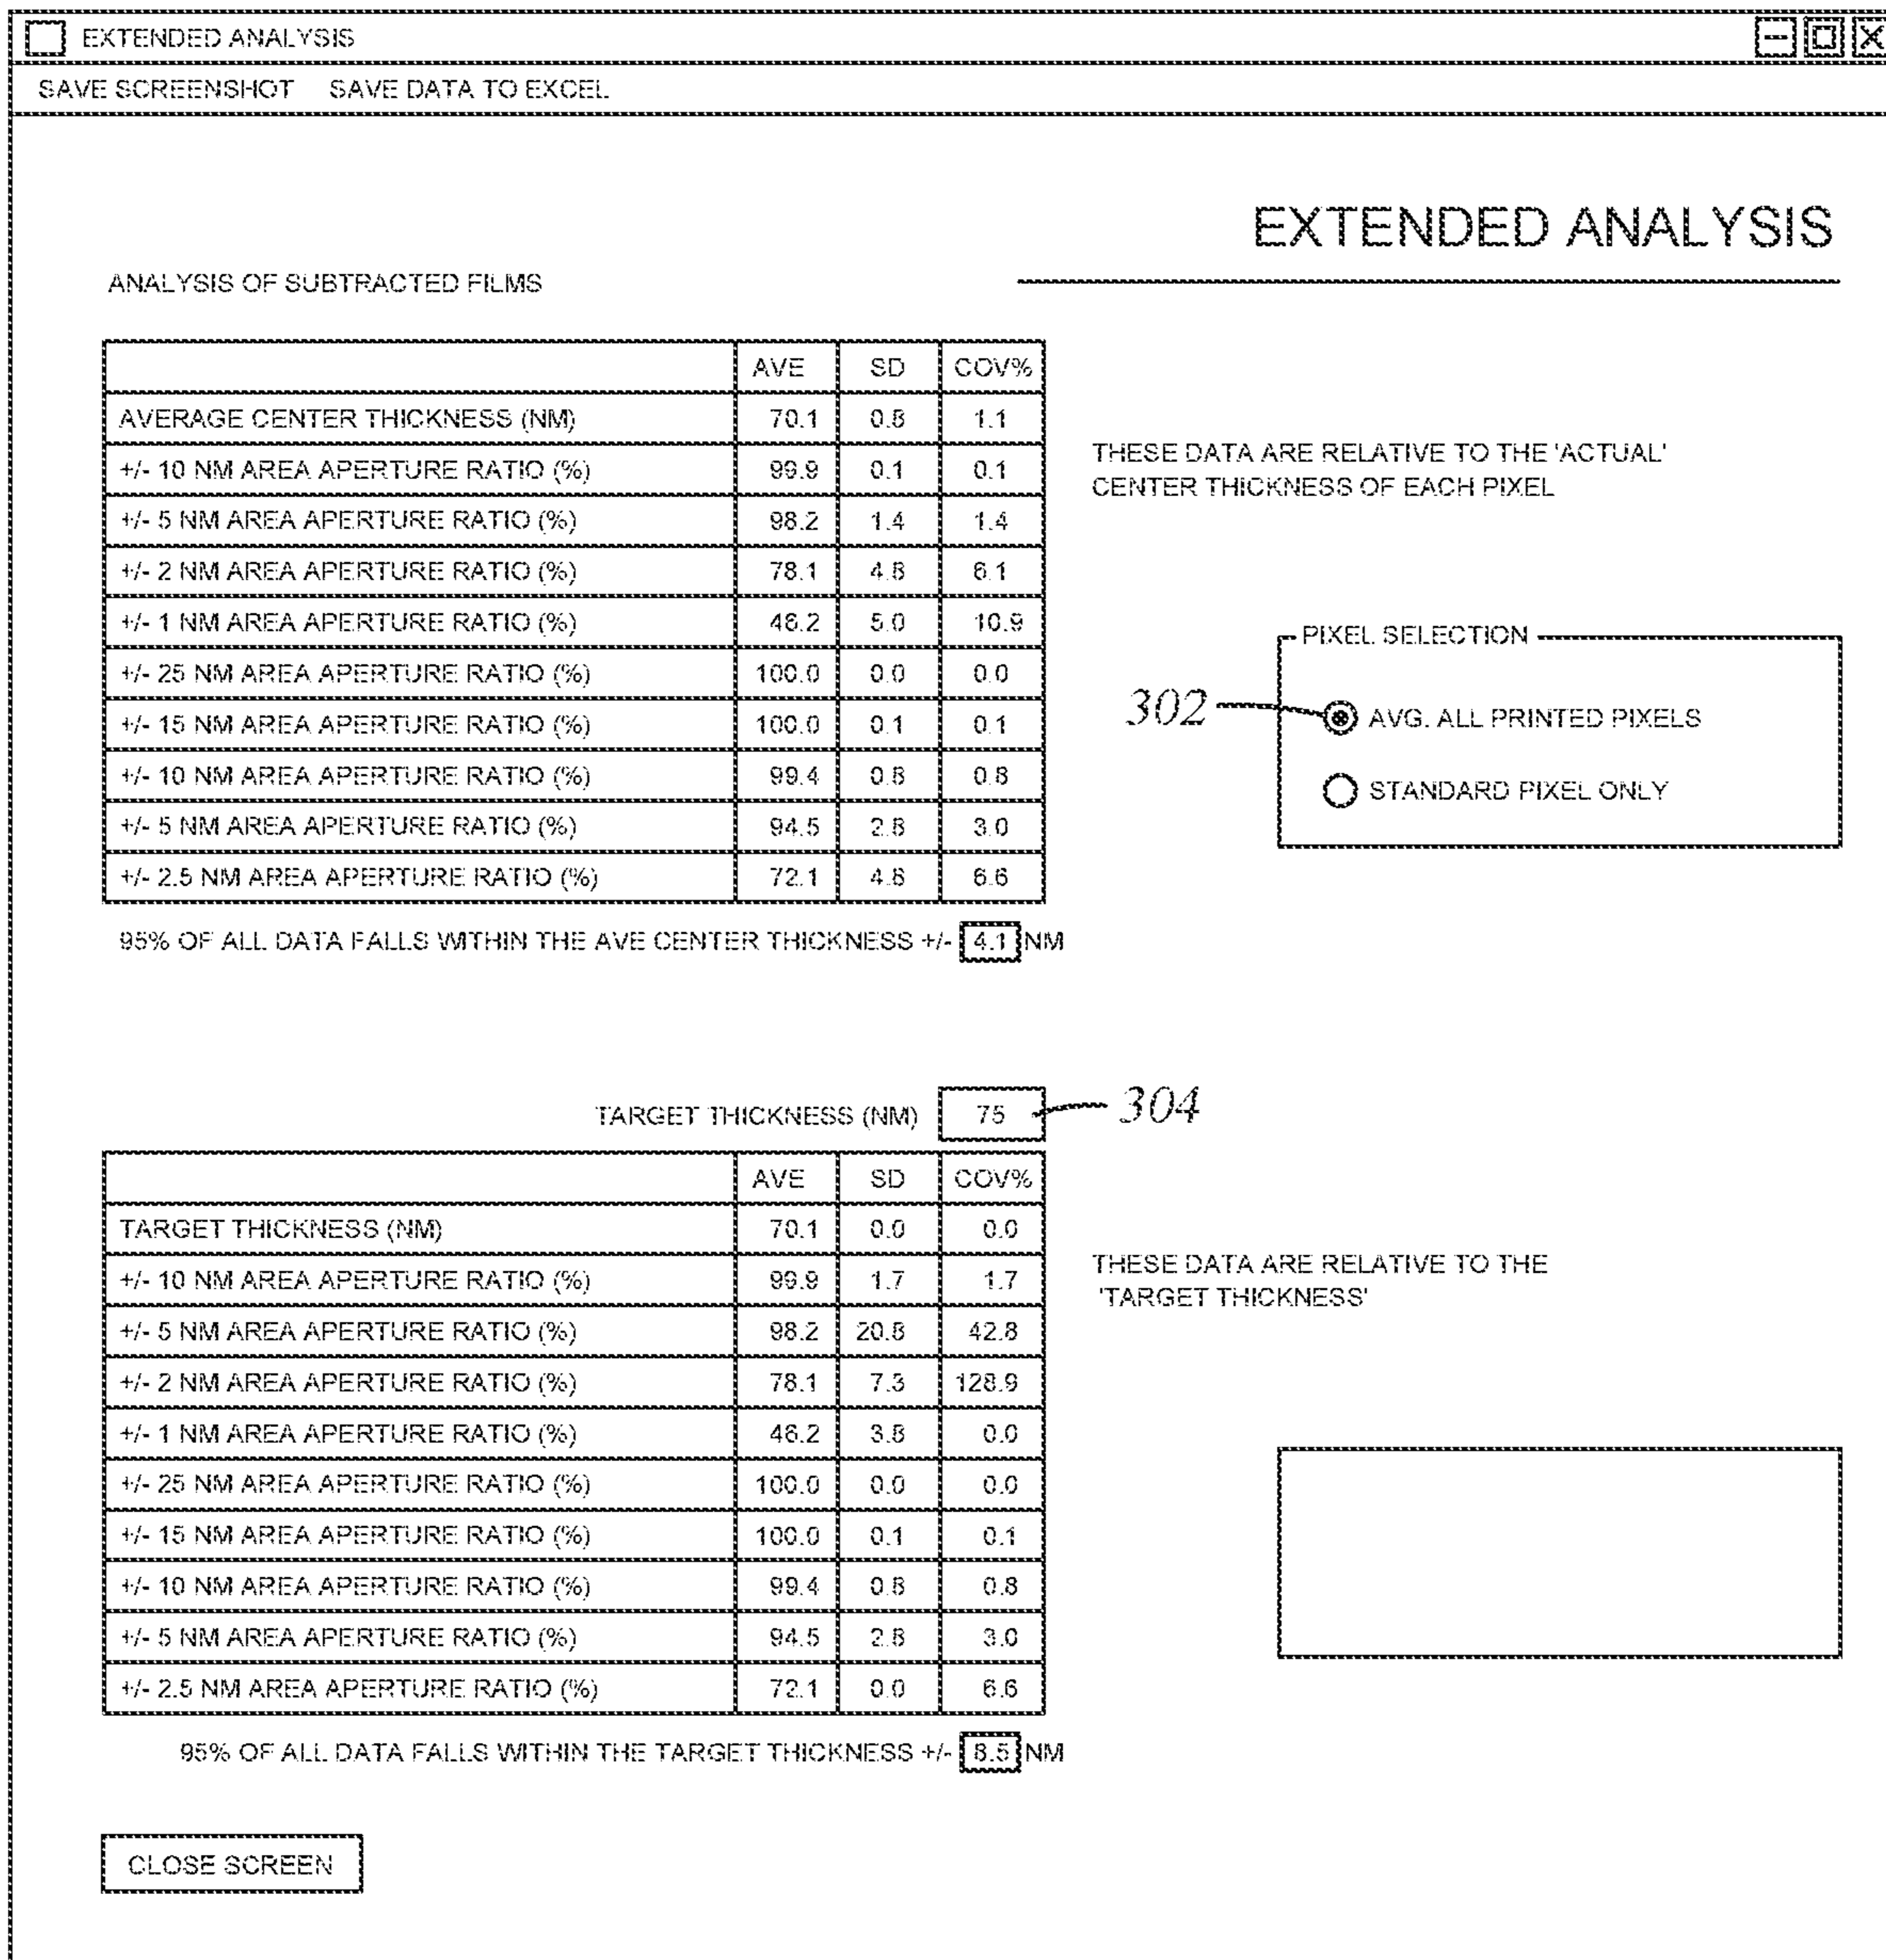 EXTENDED ANALYSIS
SAVE SCREENSHOT SAVE DATA TO EXCEL
EXTENDED ANALYSIS
ANALYSIS OF SUBTRACTED FILMS
AVE SD COV%
AVERAGE CENTER THICKNESS (NM) 70.1 0.8 1.1
+/- 10 NM AREA APERTURE RATIO (%) 99.9 0.1 0.1
+/- 5 NM AREA APERTURE RATIO (%) 98.2 1.4 1.4
+/- 2 NM AREA APERTURE RATIO (%) 78.1 4.8 6.1
+/- 1 NM AREA APERTURE RATIO (%) 46.2 5.0 10.9
+/- 25 NM AREA APERTURE RATIO (%) 100.0 0.0 0.0
+/- 15 NM AREA APERTURE RATIO (%) 100.0 0.1 0.1
+/- 10 NM AREA APERTURE RATIO (%) 99.4 0.8 0.8
+/- 5 NM AREA APERTURE RATIO (%) 94.5 2.8 3.0
+/- 2.5 NM AREA APERTURE RATIO (%) 72.1 4.8 6.6
95% OF ALL DATA FALLS WITHIN THE AVE CENTER THICKNESS +/- 4.1 NM
THESE DATA ARE RELATIVE TO THE 'ACTUAL'
CENTER THICKNESS OF EACH PIXEL
PIXEL SELECTION
302
AVG. ALL PRINTED PIXELS
STANDARD PIXEL ONLY
TARGET THICKNESS (NM) 75
304
AVE SD COV%
TARGET THICKNESS (NM) 70.1 0.0 0.0
+/- 10 NM AREA APERTURE RATIO (%) 99.9 1.7 1.7
+/- 5 NM AREA APERTURE RATIO (%) 98.2 20.8 42.8
+/- 2 NM AREA APERTURE RATIO (%) 78.1 7.3 128.9
+/- 1 NM AREA APERTURE RATIO (%) 46.2 3.8 0.0
+/- 25 NM AREA APERTURE RATIO (%) 100.0 0.0 0.0
+/- 15 NM AREA APERTURE RATIO (%) 100.0 0.1 0.1
+/- 10 NM AREA APERTURE RATIO (%) 99.4 0.8 0.8
+/- 5 NM AREA APERTURE RATIO (%) 94.5 2.8 3.0
+/- 2.5 NM AREA APERTURE RATIO (%) 72.1 0.0 6.6
95% OF ALL DATA FALLS WITHIN THE TARGET THICKNESS +/- 8.5 NM
THESE DATA ARE RELATIVE TO THE
'TARGET THICKNESS'
CLOSE SCREEN